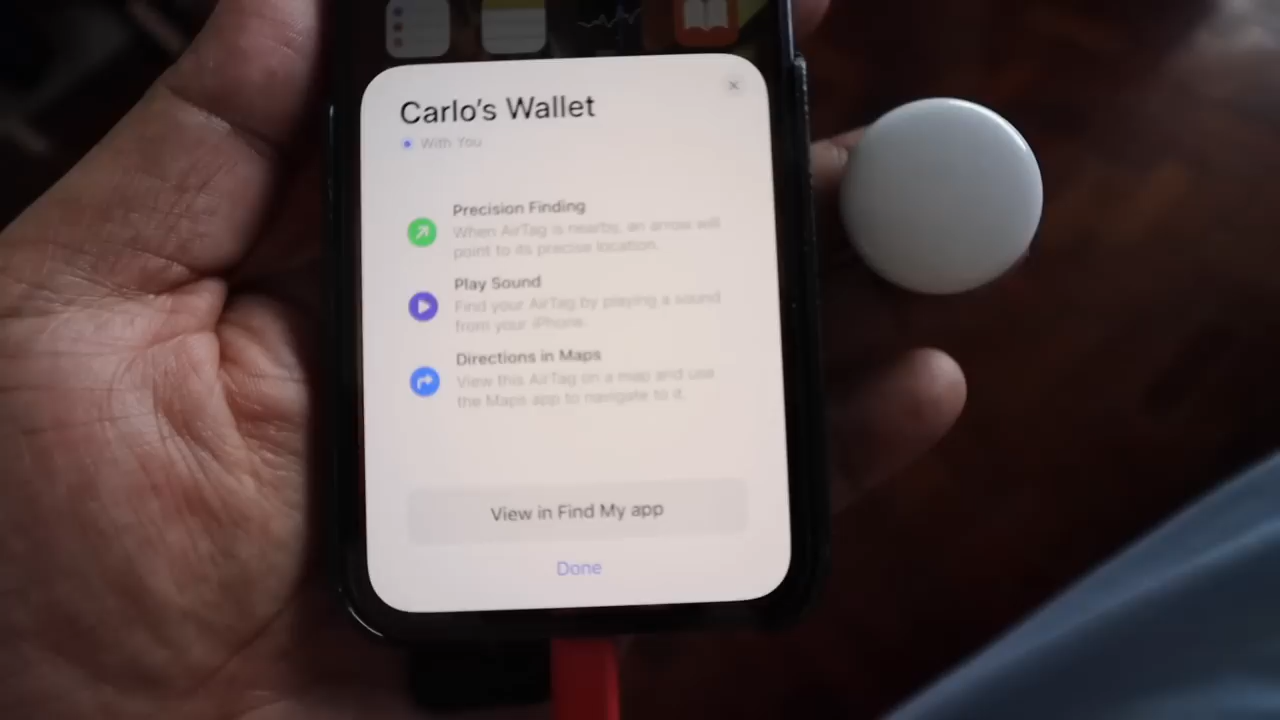 Carlo's Wallet
With You
Precision Finding
When AirTag is nearby, an arrow will
point to its precise location.
Play Sound
Find your AirTag by playing a sound
from your iPhone.
Directions in Maps
View this AirTag on a map and use
the Maps app to navigate to it.
View in Find My app
Done